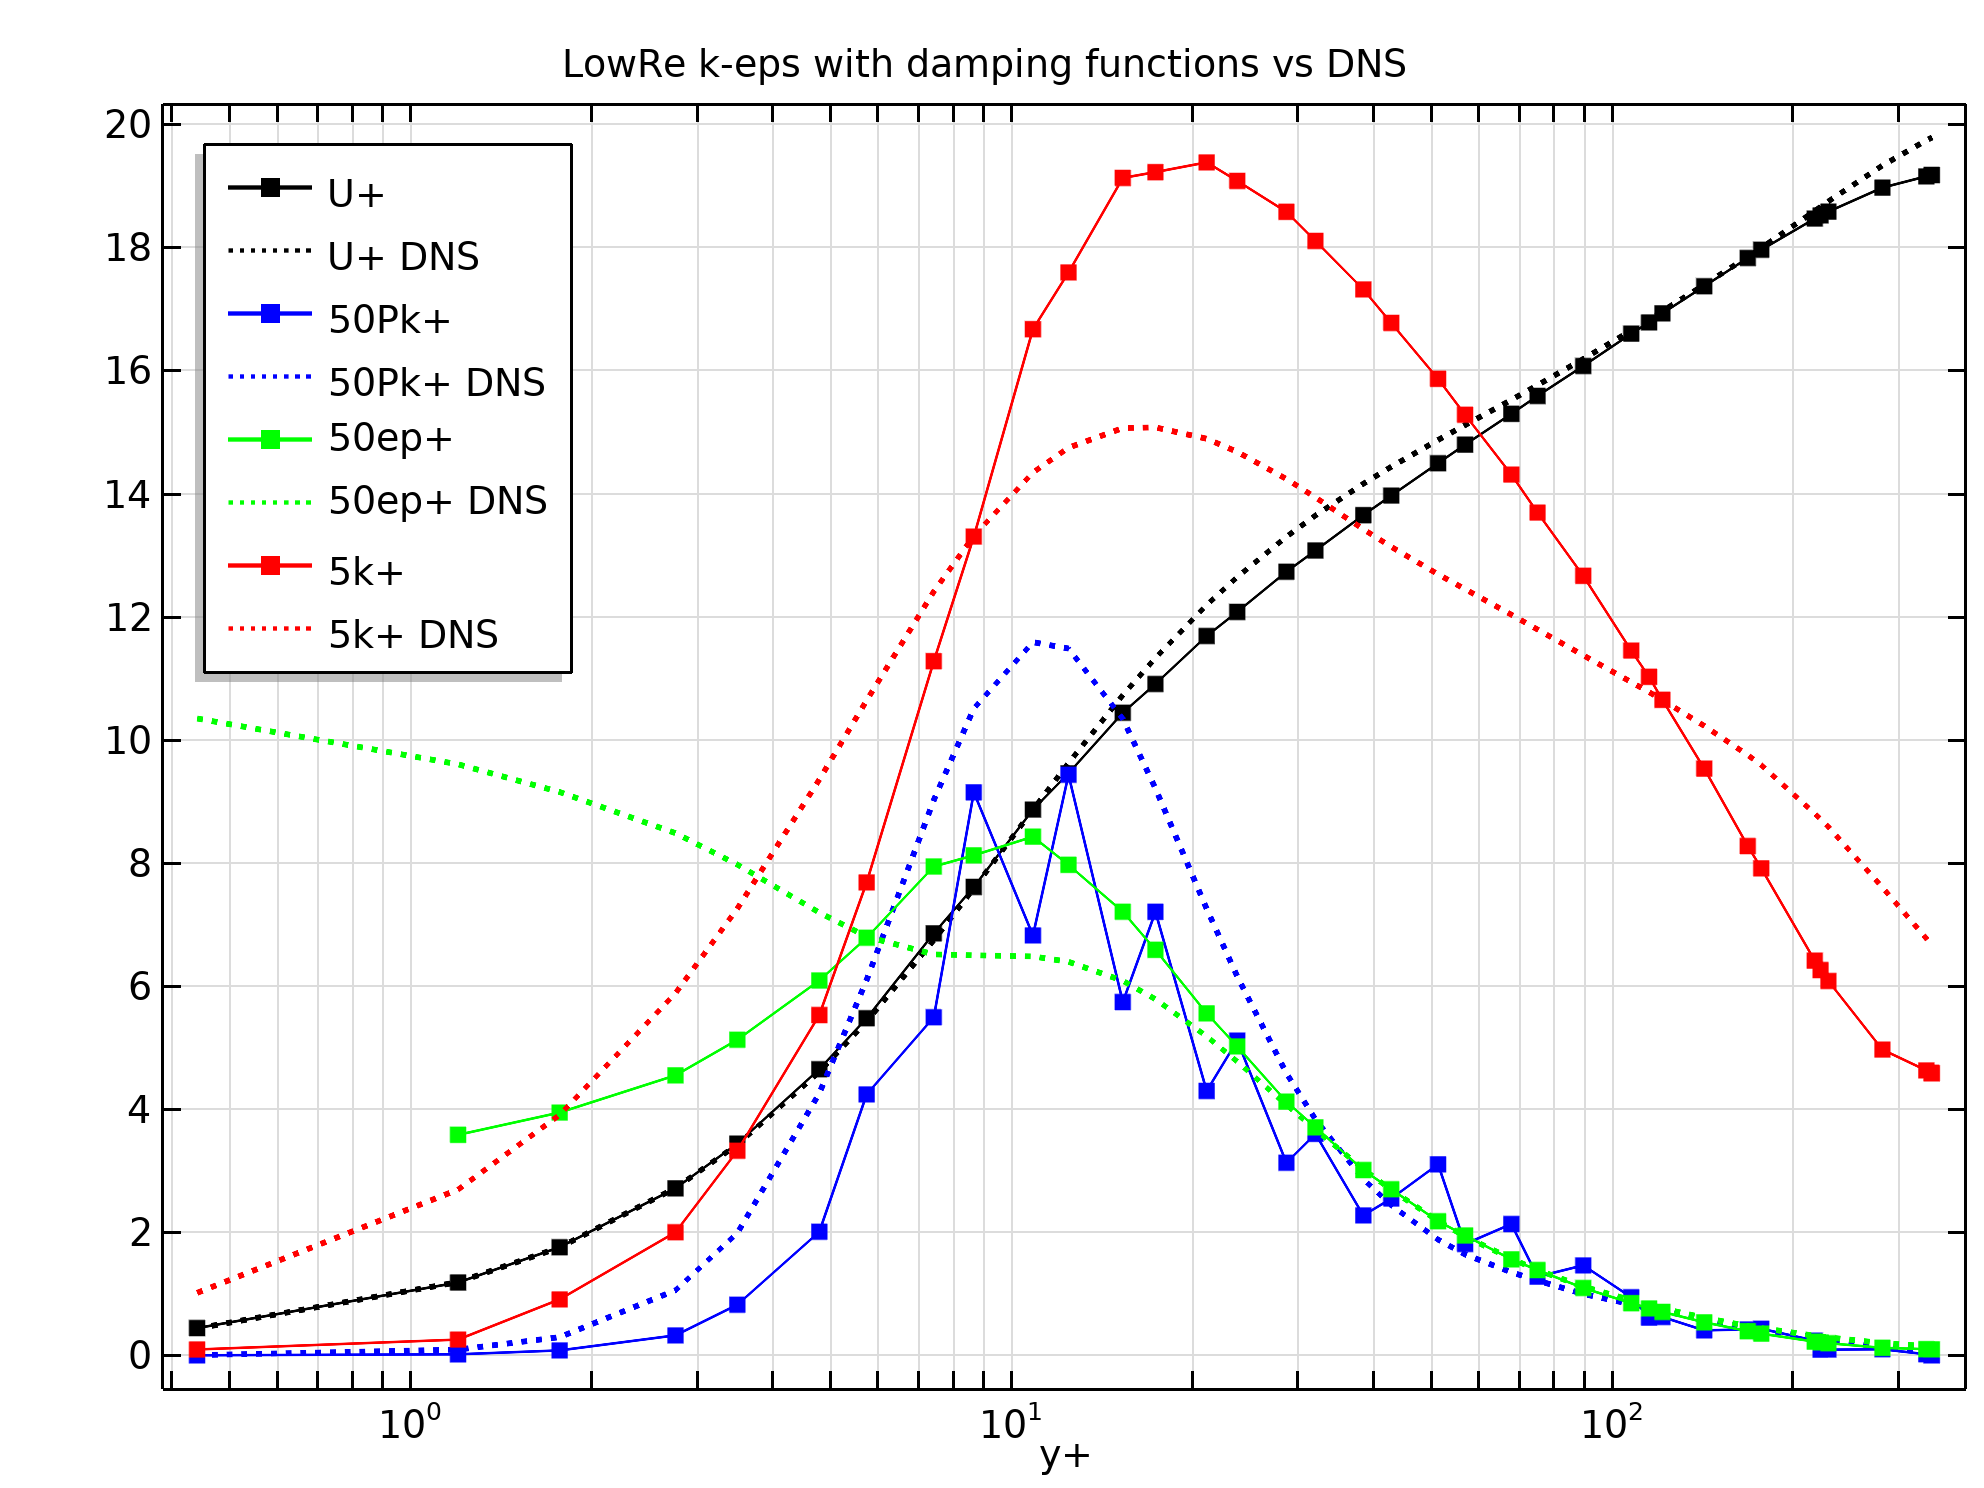 LowRe k-eps with damping functions vs DNS
20
18
16
14
12
10
8
6
4
2
0
U+
U+ DNS
50Pk+
50Pk+ DNS
50ep+
50ep+ DNS
5k+
5k+ DNS
10⁰ 10¹ 10²
y+